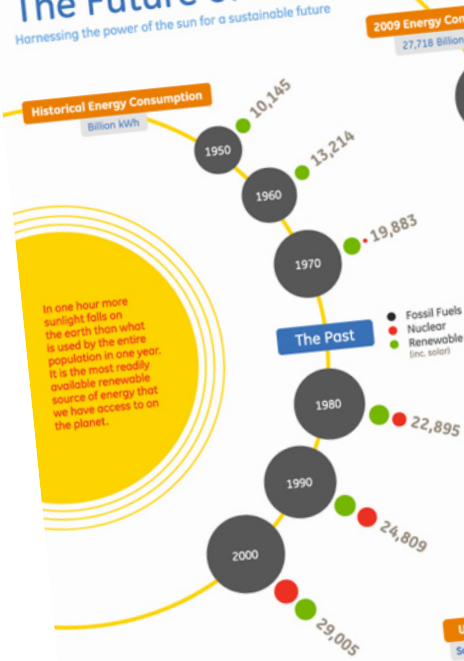 The Future
Harnessing the power of the sun for a sustainable future
2009 Energy
27,718 Billion
Historical Energy Consumption
Billion kWh
1950
10,145
1960
13,214
1970
19,883
In one hour more
sunlight falls on
the earth than what
is used by the entire
population in one year.
It is the most readily
available renewable
source of energy that
we have access to on
the planet.
The Past
Fossil Fuels
Nuclear
Renewable
(inc. solar)
1980
22,895
1990
24,809
2000
29,005